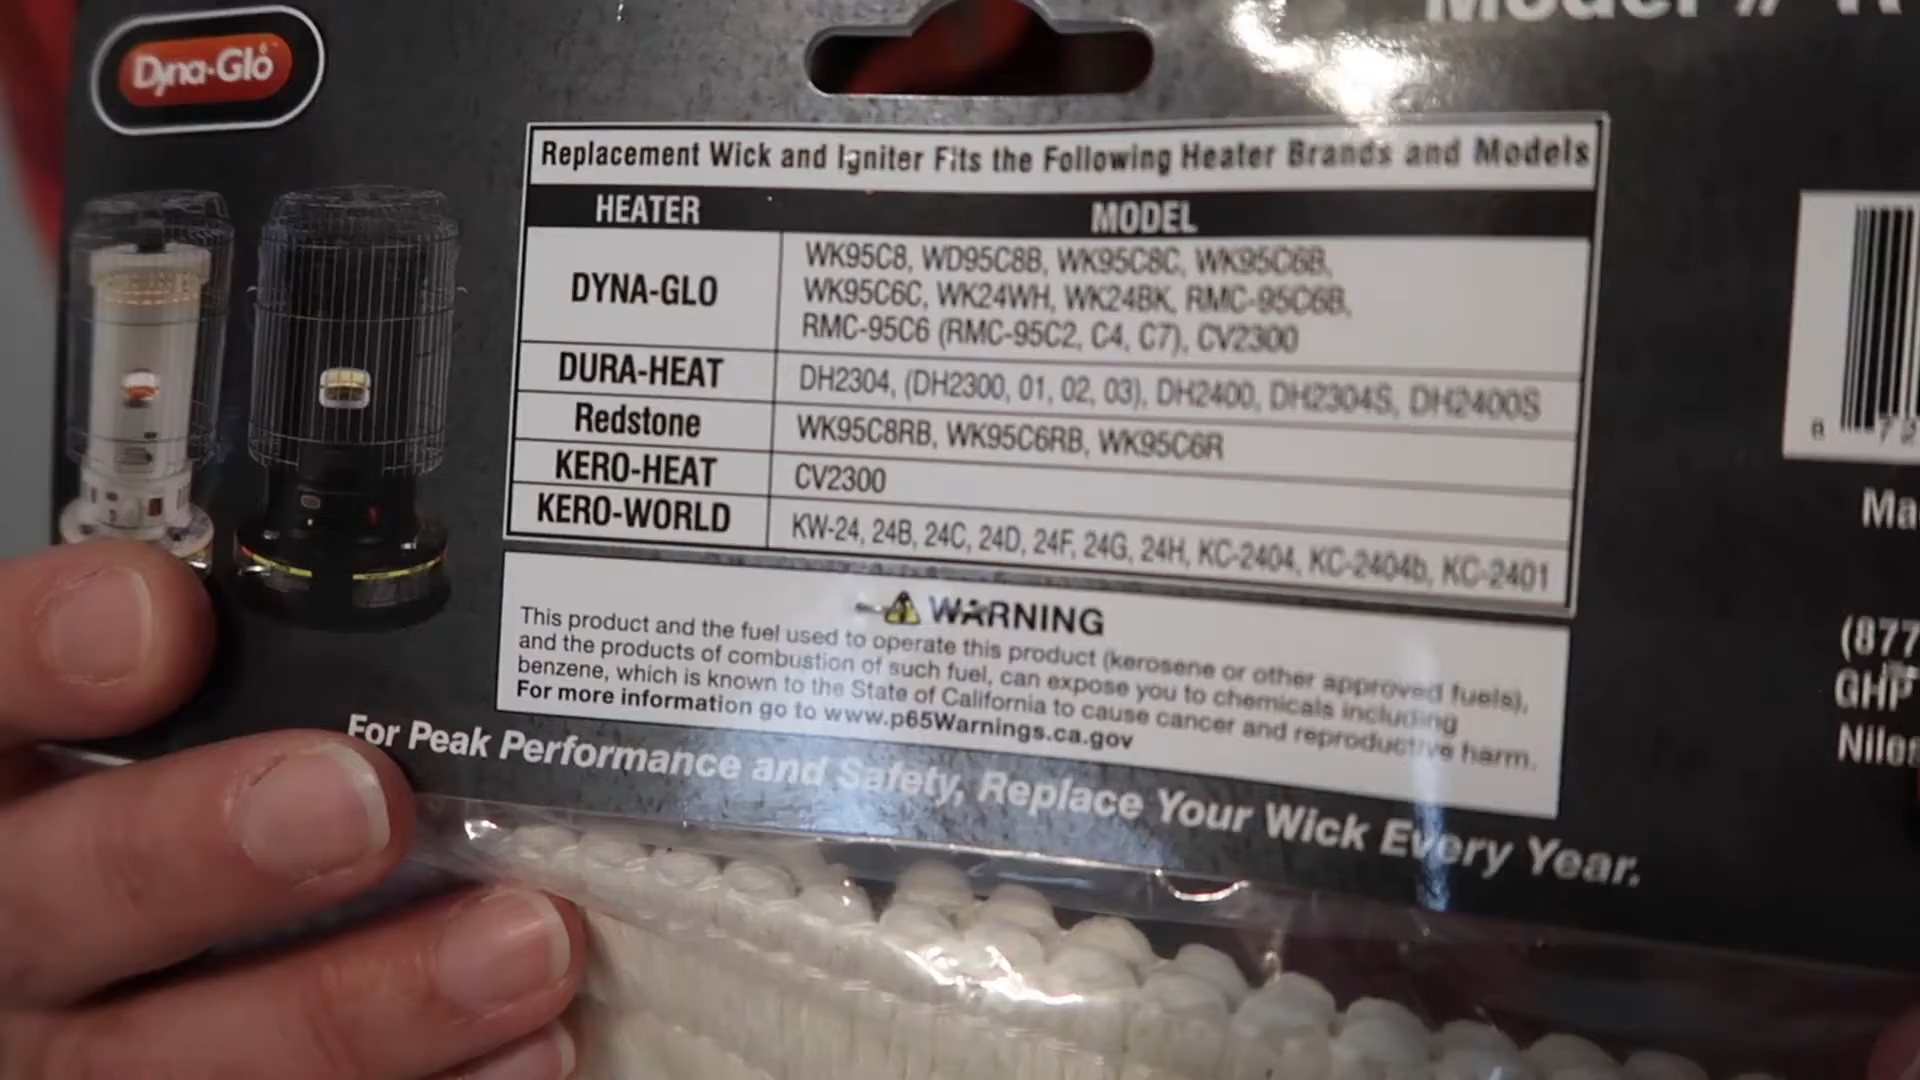 Dyna-Glo
Model #
Replacement Wick and Igniter Fits the Following Heater Brands and Models
HEATER MODEL
DYNA-GLO WK95C8, WD95C8B, WK95C8C, WK95C6B,
WK95C6C, WK24WH, WK24BK, RMC-95C6B,
RMC-95C6 (RMC-95C2, C4, C7), CV2300
DURA-HEAT DH2304, (DH2300, 01, 02, 03), DH2400, DH2304S, DH2400S
Redstone WK95C8RB, WK95C6RB, WK95C6R
KERO-HEAT CV2300
KERO-WORLD KW-24, 24B, 24C, 24D, 24F, 24G, 24H, KC-2404, KC-2404b, KC-2401
WARNING
This product and the fuel used to operate this product (kerosene or other approved fuels),
and the products of combustion of such fuel, can expose you to chemicals including
benzene, which is known to the State of California to cause cancer and reproductive harm.
For more information go to www.p65Warnings.ca.gov
For Peak Performance and Safety, Replace Your Wick Every Year.
Ma
(877
GHP
Niles